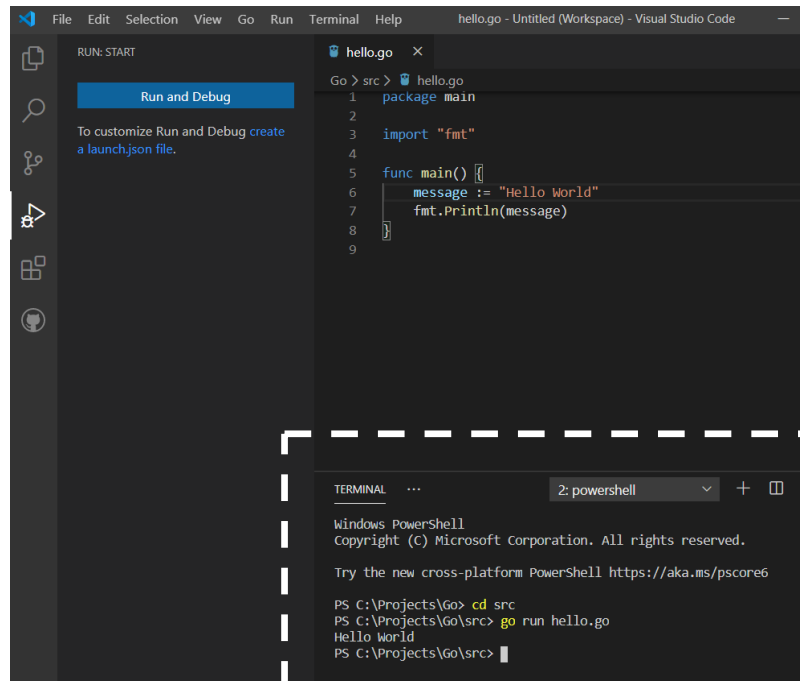 File Edit Selection View Go Run Terminal Help hello.go - Untitled (Workspace) - Visual Studio Code
RUN: START
Run and Debug
To customize Run and Debug create
a launch.json file.
hello.go
Go > src > hello.go
1 package main
2
3 import "fmt"
4
5 func main() {
6 message := "Hello World"
7 fmt.Println(message)
8 }
9
TERMINAL ... 2: powershell
Windows PowerShell
Copyright (C) Microsoft Corporation. All rights reserved.
Try the new cross-platform PowerShell https://aka.ms/pscore6
PS C:\Projects\Go> cd src
PS C:\Projects\Go\src> go run hello.go
Hello World
PS C:\Projects\Go\src>